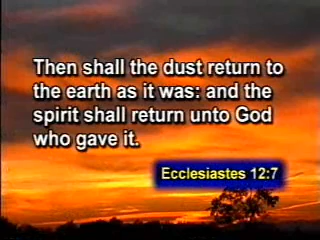 Then shall the dust return to
the earth as it was: and the
spirit shall return unto God
who gave it.
Ecclesiastes 12:7